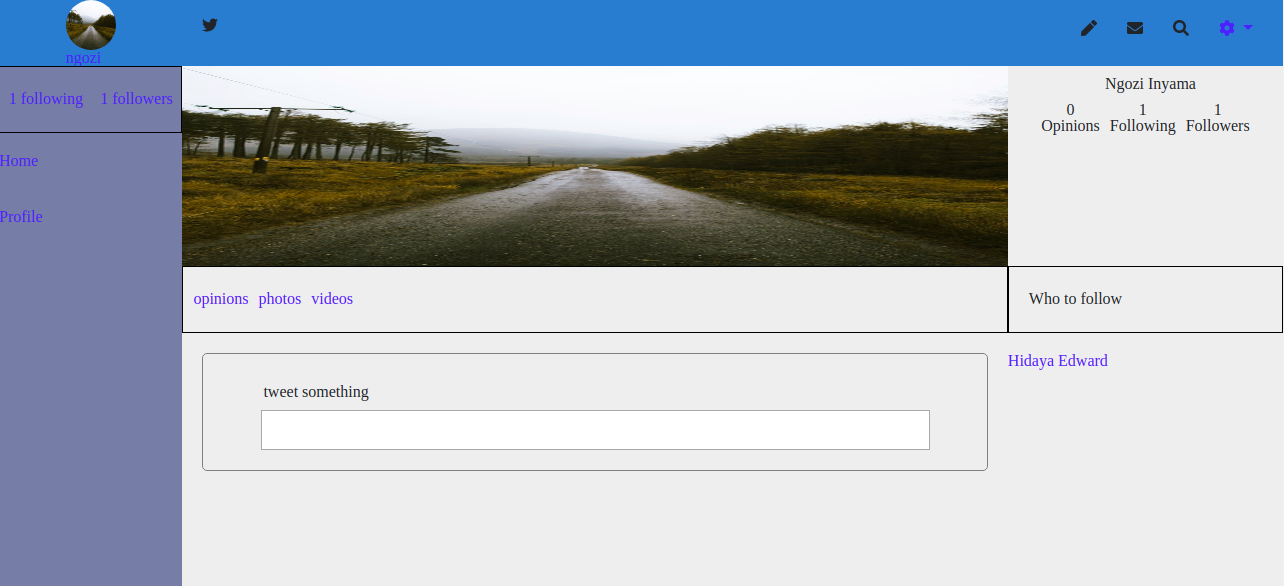 ngozi
1 following 1 followers
Home
Profile
opinions photos videos
tweet something
Ngozi Inyama
0 1 1
Opinions Following Followers
Who to follow
Hidaya Edward